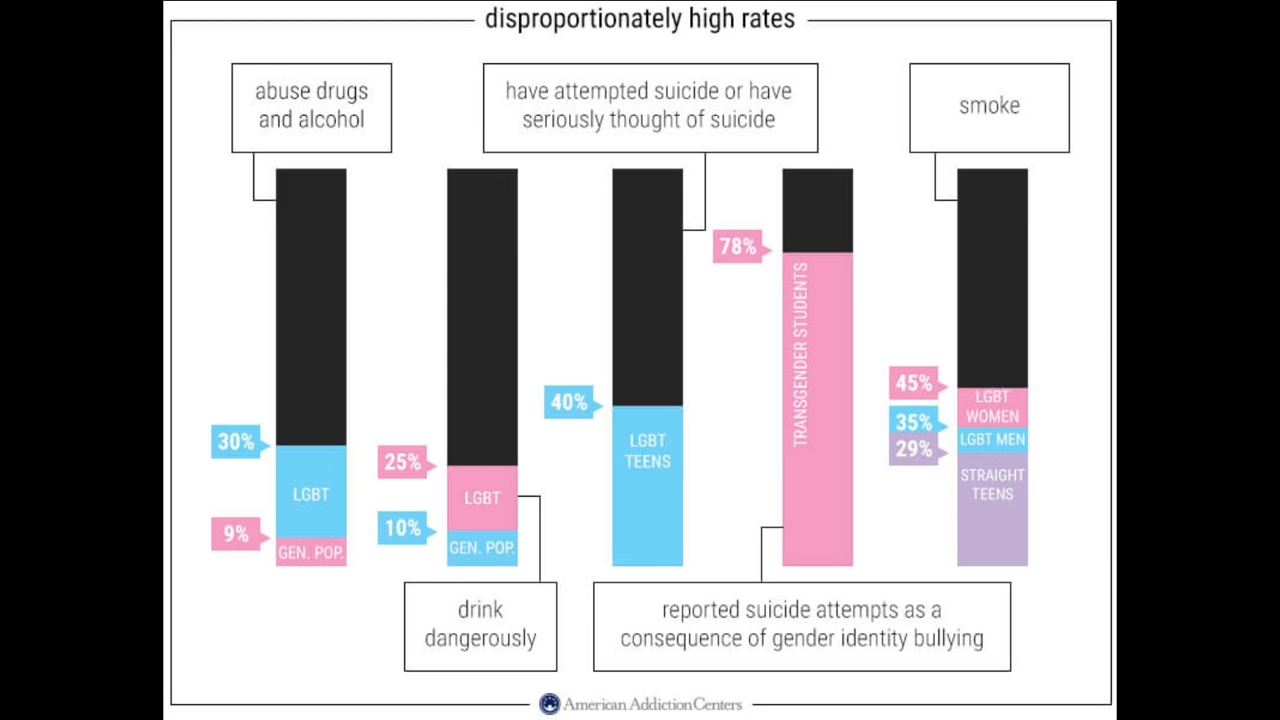 disproportionately high rates
abuse drugs
and alcohol
have attempted suicide or have
seriously thought of suicide
smoke
78%
TRANSGENDER STUDENTS
45%
LGBT
WOMEN
40%
LGBT
TEENS
35%
LGBT MEN
30%
LGBT
29%
STRAIGHT
TEENS
25%
LGBT
9%
GEN. POP.
10%
GEN. POP.
drink
dangerously
reported suicide attempts as a
consequence of gender identity bullying
American Addiction Centers